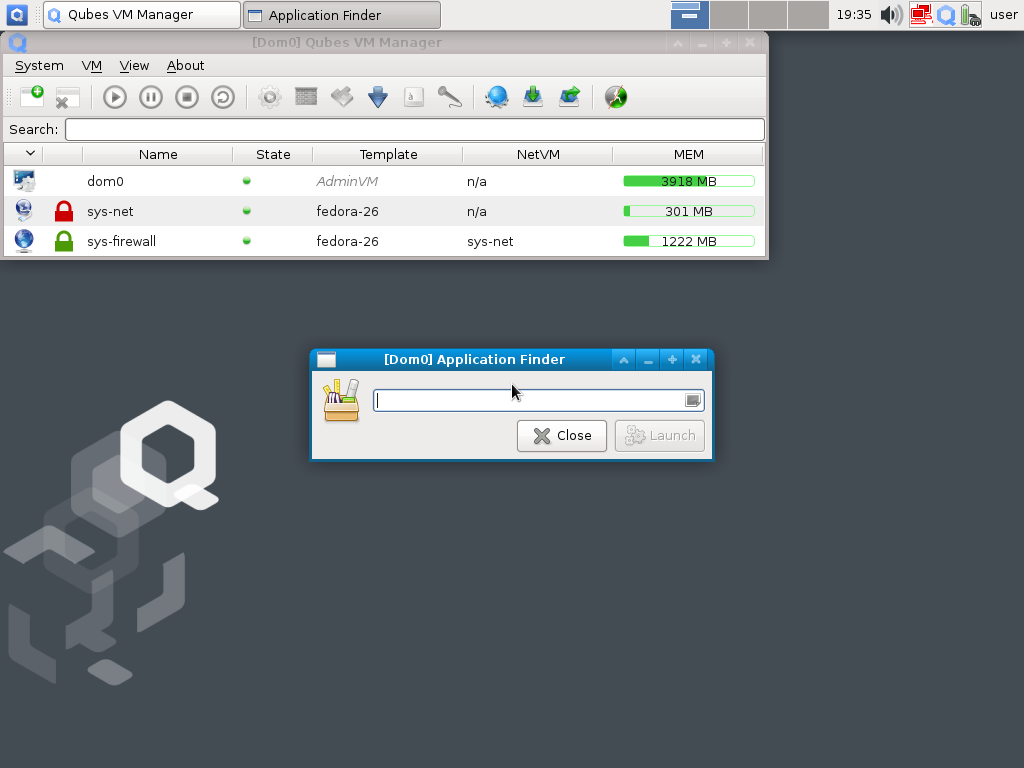 Qubes VM Manager Application Finder 19:35 user
[Dom0] Qubes VM Manager
System VM View About
Search:
Name State Template NetVM MEM
dom0 AdminVM n/a 3918 MB
sys-net fedora-26 n/a 301 MB
sys-firewall fedora-26 sys-net 1222 MB
[Dom0] Application Finder
Close Launch